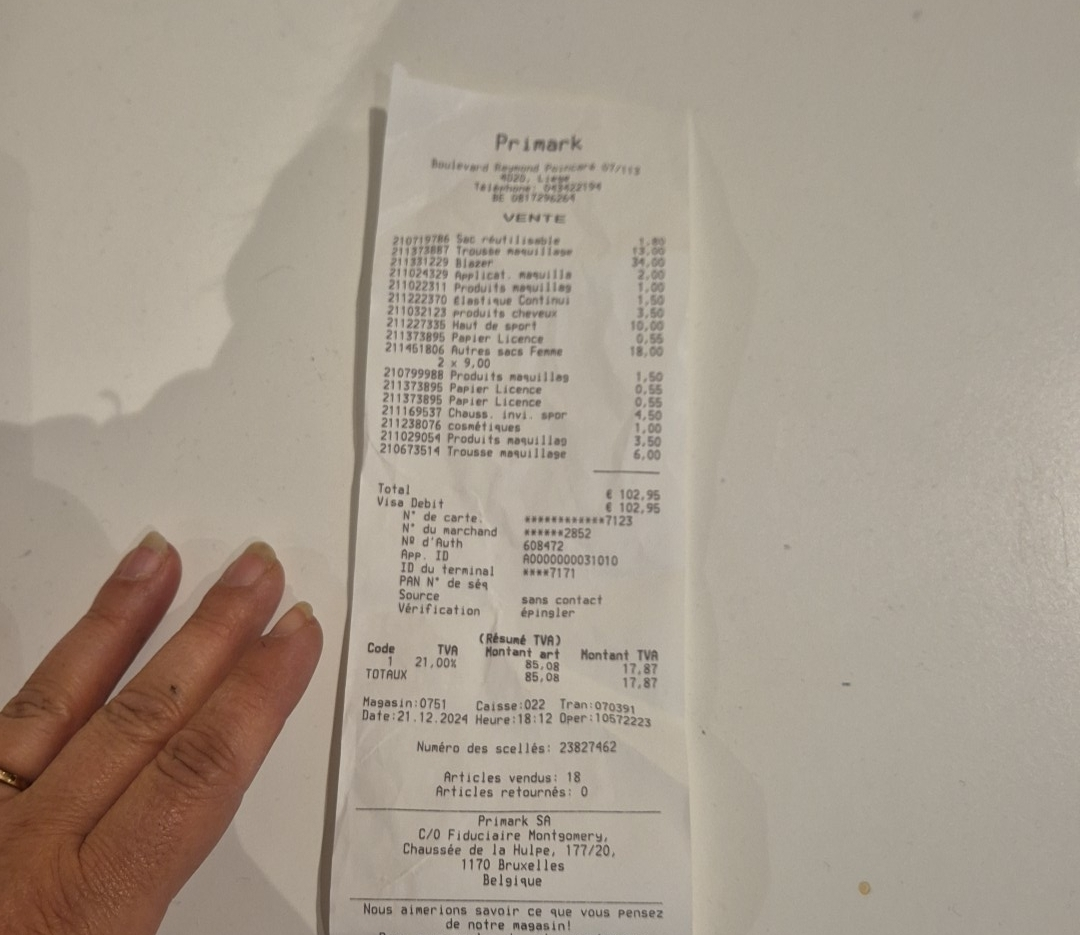 Primark
Boulevard Raymond Poincaré 07/113
4020, Liege
Téléphone: 043422194
BE 0817296264
VENTE
210719786 Sac réutilisable 1,80
211373887 Trousse maquillage 13,00
211331229 Blazer 34,00
211024329 Applicat. maquilla 2,00
211022311 Produits maquillag 1,00
211222370 Elastique Continui 1,50
211032123 produits cheveux 3,50
211227335 Haut de sport 10,00
211373895 Papier Licence 0,55
211451806 Autres sacs Femme 18,00
2 x 9,00
210799988 Produits maquillag 1,50
211373895 Papier Licence 0,55
211373895 Papier Licence 0,55
211169537 Chauss. invi. spor 4,50
211238076 cosmétiques 1,00
211029054 Produits maquillag 3,50
210673514 Trousse maquillage 6,00
Total € 102,95
Visa Debit € 102,95
N° de carte. ************7123
N° du marchand ******2852
Nº d'Auth 608472
App. ID A0000000031010
ID du terminal ****7171
PAN N° de séq
Source sans contact
Vérification épingler
(Résumé TVA)
Code TVA Montant art Montant TVA
1 21,00% 85,08 17,87
TOTAUX 85,08 17,87
Magasin:0751 Caisse:022 Tran:070391
Date:21.12.2024 Heure:18:12 Oper:10572223
Numéro des scellés: 23827462
Articles vendus: 18
Articles retournés: 0
Primark SA
C/O Fiduciaire Montgomery,
Chaussée de la Hulpe, 177/20,
1170 Bruxelles
Belgique
Nous aimerions savoir ce que vous pensez
de notre magasin!